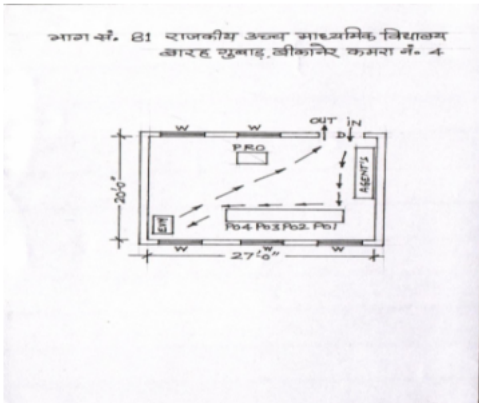 भाग सं. 81 राजकीय उच्च माध्यमिक विद्यालय
बारह गुवाड़, बीकानेर कमरा नं. 4
OUT IN
W W D
PRO
AGENT'S
20'-0"
EVM
PO4 PO3 PO2 PO1
W W W
27'-0"